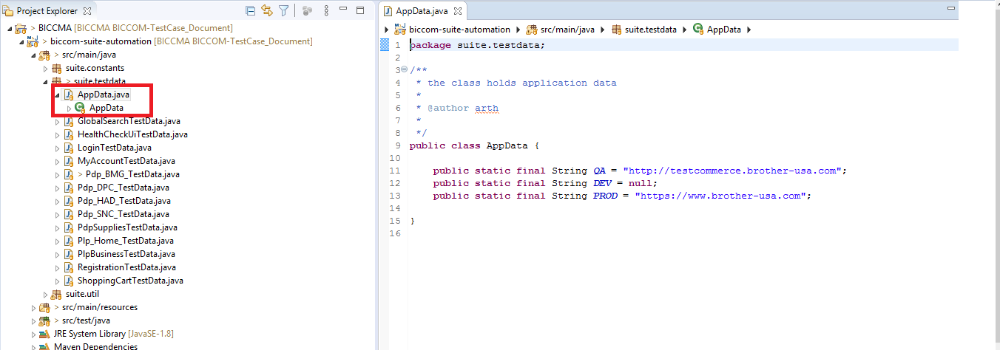 Project Explorer
> BICCMA [BICCMA BICCOM-TestCase_Document]
> biccom-suite-automation [BICCMA BICCOM-TestCase_Document]
> src/main/java
suite.constants
> suite.testdata
AppData.java
AppData
GlobalSearchTestData.java
HealthCheckUiTestData.java
LoginTestData.java
MyAccountTestData.java
> Pdp_BMG_TestData.java
Pdp_DPC_TestData.java
Pdp_HAD_TestData.java
Pdp_SNC_TestData.java
PdpSuppliesTestData.java
Plp_Home_TestData.java
PlpBusinessTestData.java
RegistrationTestData.java
ShoppingCartTestData.java
suite.util
> src/main/resources
> src/test/java
JRE System Library [JavaSE-1.8]
Maven Dependencies
AppData.java
biccom-suite-automation src/main/java suite.testdata AppData
1 package suite.testdata;
2
3 /**
4 * the class holds application data
5 *
6 * @author arth
7 *
8 */
9 public class AppData {
10
11 public static final String QA = "http://testcommerce.brother-usa.com";
12 public static final String DEV = null;
13 public static final String PROD = "https://www.brother-usa.com";
14
15 }
16